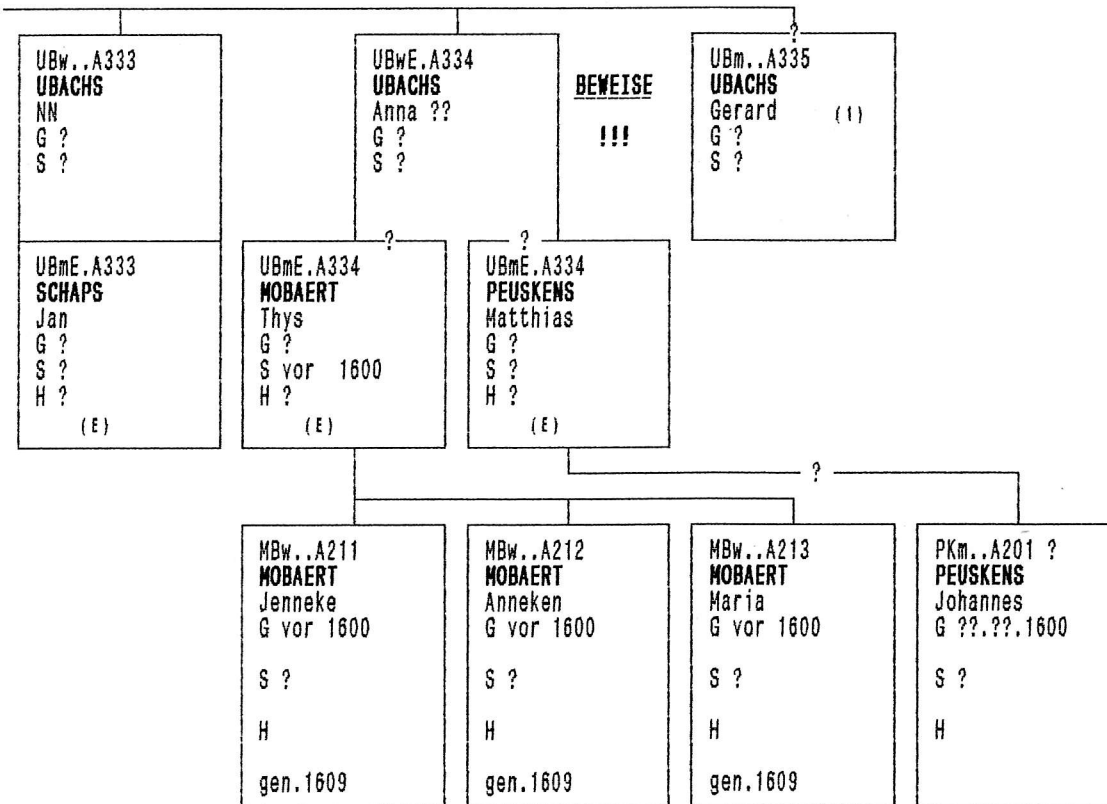 ?
UBw..A333
UBACHS
NN
G ?
S ?
UBwE.A334
UBACHS
Anna ??
G ?
S ?
BEWEISE
!!!
UBm..A335
UBACHS
Gerard (1)
G ?
S ?
?
?
UBmE.A333
SCHAPS
Jan
G ?
S ?
H ?
(E)
UBmE.A334
MOBAERT
Thys
G ?
S vor 1600
H ?
(E)
UBmE.A334
PEUSKENS
Matthias
G ?
S ?
H ?
(E)
?
MBw..A211
MOBAERT
Jenneke
G vor 1600
S ?
H
gen.1609
MBw..A212
MOBAERT
Anneken
G vor 1600
S ?
H
gen.1609
MBw..A213
MOBAERT
Maria
G vor 1600
S ?
H
gen.1609
PKm..A201 ?
PEUSKENS
Johannes
G ??.??.1600
S ?
H